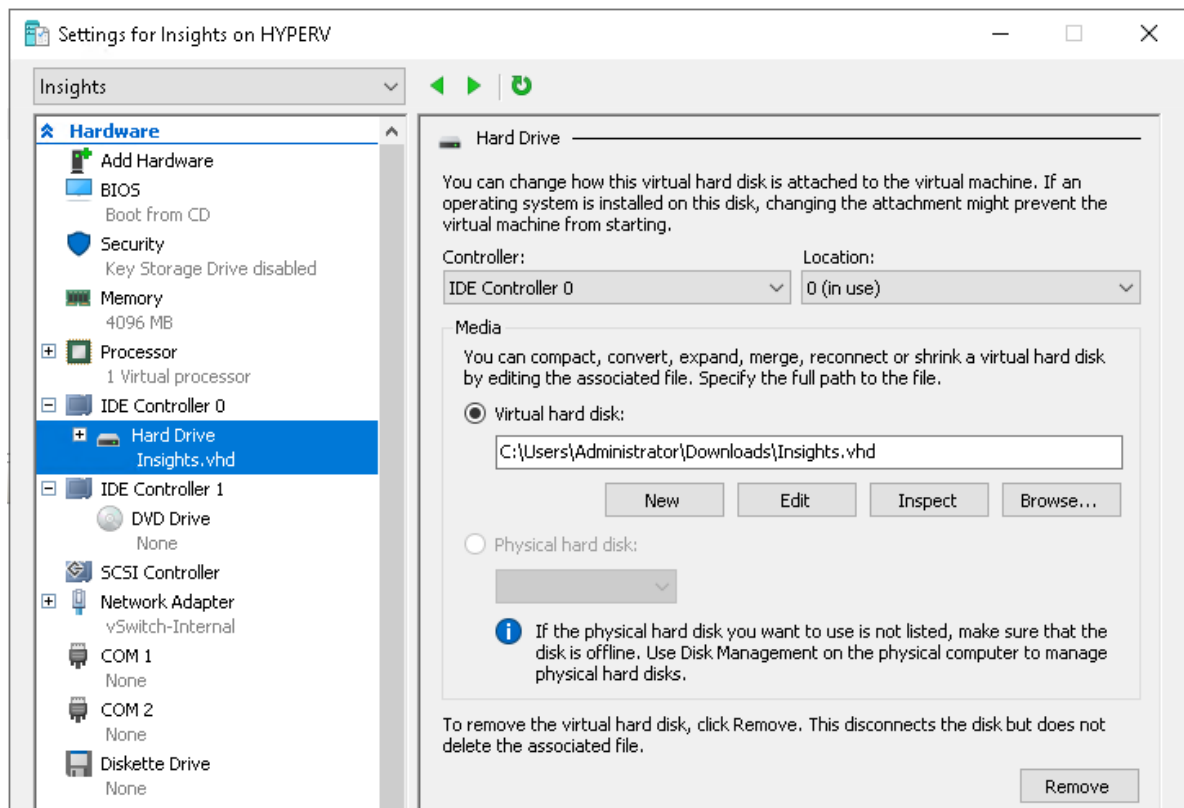 Settings for Insights on HYPERV
Insights
Hardware
Add Hardware
BIOS
Boot from CD
Security
Key Storage Drive disabled
Memory
4096 MB
Processor
1 Virtual processor
IDE Controller 0
Hard Drive
Insights.vhd
IDE Controller 1
DVD Drive
None
SCSI Controller
Network Adapter
vSwitch-Internal
COM 1
None
COM 2
None
Diskette Drive
None
Hard Drive
You can change how this virtual hard disk is attached to the virtual machine. If an
operating system is installed on this disk, changing the attachment might prevent the
virtual machine from starting.
Controller:
Location:
IDE Controller 0
0 (in use)
Media
You can compact, convert, expand, merge, reconnect or shrink a virtual hard disk
by editing the associated file. Specify the full path to the file.
Virtual hard disk:
C:\Users\Administrator\Downloads\Insights.vhd
New
Edit
Inspect
Browse...
Physical hard disk:
If the physical hard disk you want to use is not listed, make sure that the
disk is offline. Use Disk Management on the physical computer to manage
physical hard disks.
To remove the virtual hard disk, click Remove. This disconnects the disk but does not
delete the associated file.
Remove